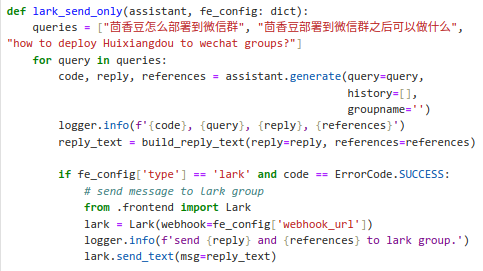 def lark_send_only(assistant, fe_config: dict):
    queries = ["茴香豆怎么部署到微信群", "茴香豆部署到微信群之后可以做什么",
"how to deploy Huixiangdou to wechat groups?"]
    for query in queries:
        code, reply, references = assistant.generate(query=query,
                                                     history=[],
                                                     groupname='')
        logger.info(f'{code}, {query}, {reply}, {references}')
        reply_text = build_reply_text(reply=reply, references=references)
        if fe_config['type'] == 'lark' and code == ErrorCode.SUCCESS:
            # send message to lark group
            from .frontend import Lark
            lark = Lark(webhook=fe_config['webhook_url'])
            logger.info(f'send {reply} and {references} to lark group.')
            lark.send_text(msg=reply_text)